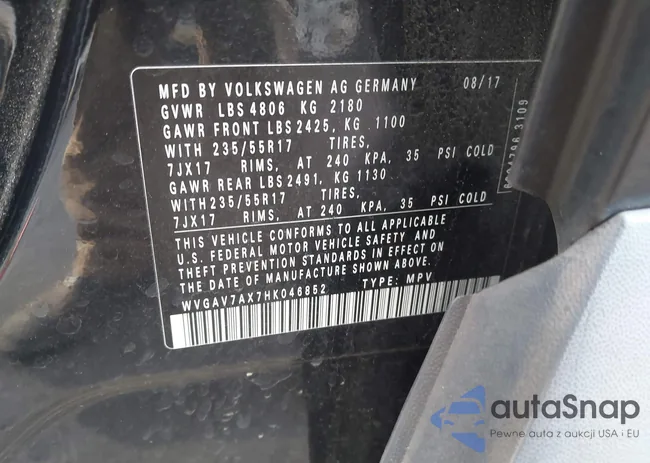 MFD BY VOLKSWAGEN AG GERMANY 08/17
GVWR LBS 4806 KG 2180
GAWR FRONT LBS 2425, KG 1100
WITH 235/55R17 TIRES,
7JX17 RIMS, AT 240 KPA, 35 PSI COLD
GAWR REAR LBS 2491, KG 1130
WITH 235/55R17 TIRES,
7JX17 RIMS, AT 240 KPA, 35 PSI COLD
THIS VEHICLE CONFORMS TO ALL APPLICABLE
U.S. FEDERAL MOTOR VEHICLE SAFETY AND
THEFT PREVENTION STANDARDS IN EFFECT ON
THE DATE OF MANUFACTURE SHOWN ABOVE.
WVGAV7AX7HK046852 TYPE: MPV
3109
autaSnap
Pewne auta z aukcji USA i EU